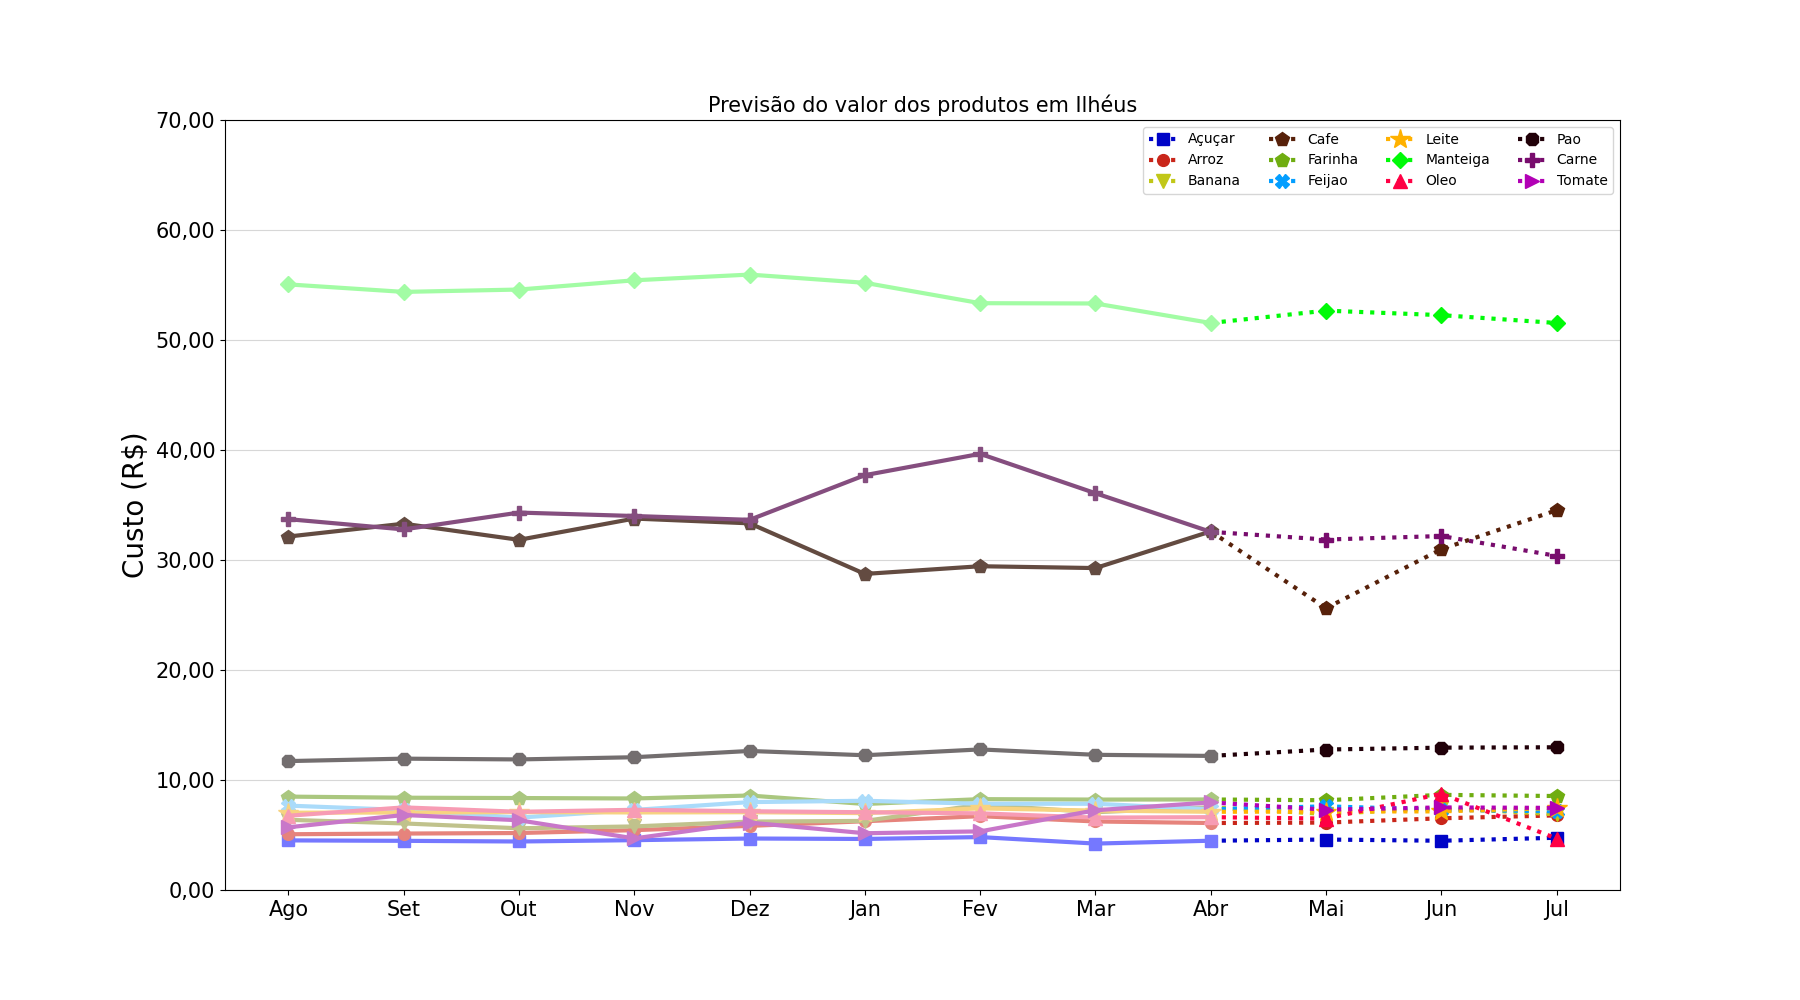 Previsão do valor dos produtos em Ilhéus
70,00
60,00
50,00
40,00
30,00
20,00
10,00
0,00
Custo (R$)
Açuçar Cafe Leite Pao
Arroz Farinha Manteiga Carne
Banana Feijao Oleo Tomate
Ago Set Out Nov Dez Jan Fev Mar Abr Mai Jun Jul